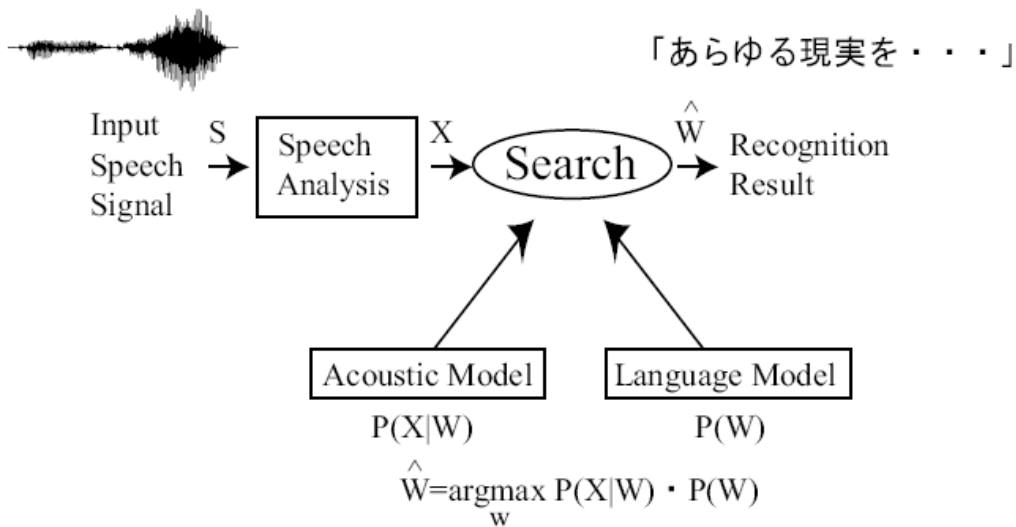 「あらゆる現実を・・・」
Input
Speech
Signal
S
Speech
Analysis
X
Search
^
W
Recognition
Result
Acoustic Model
Language Model
P(X|W)
P(W)
^
W=argmax P(X|W)・P(W)
w